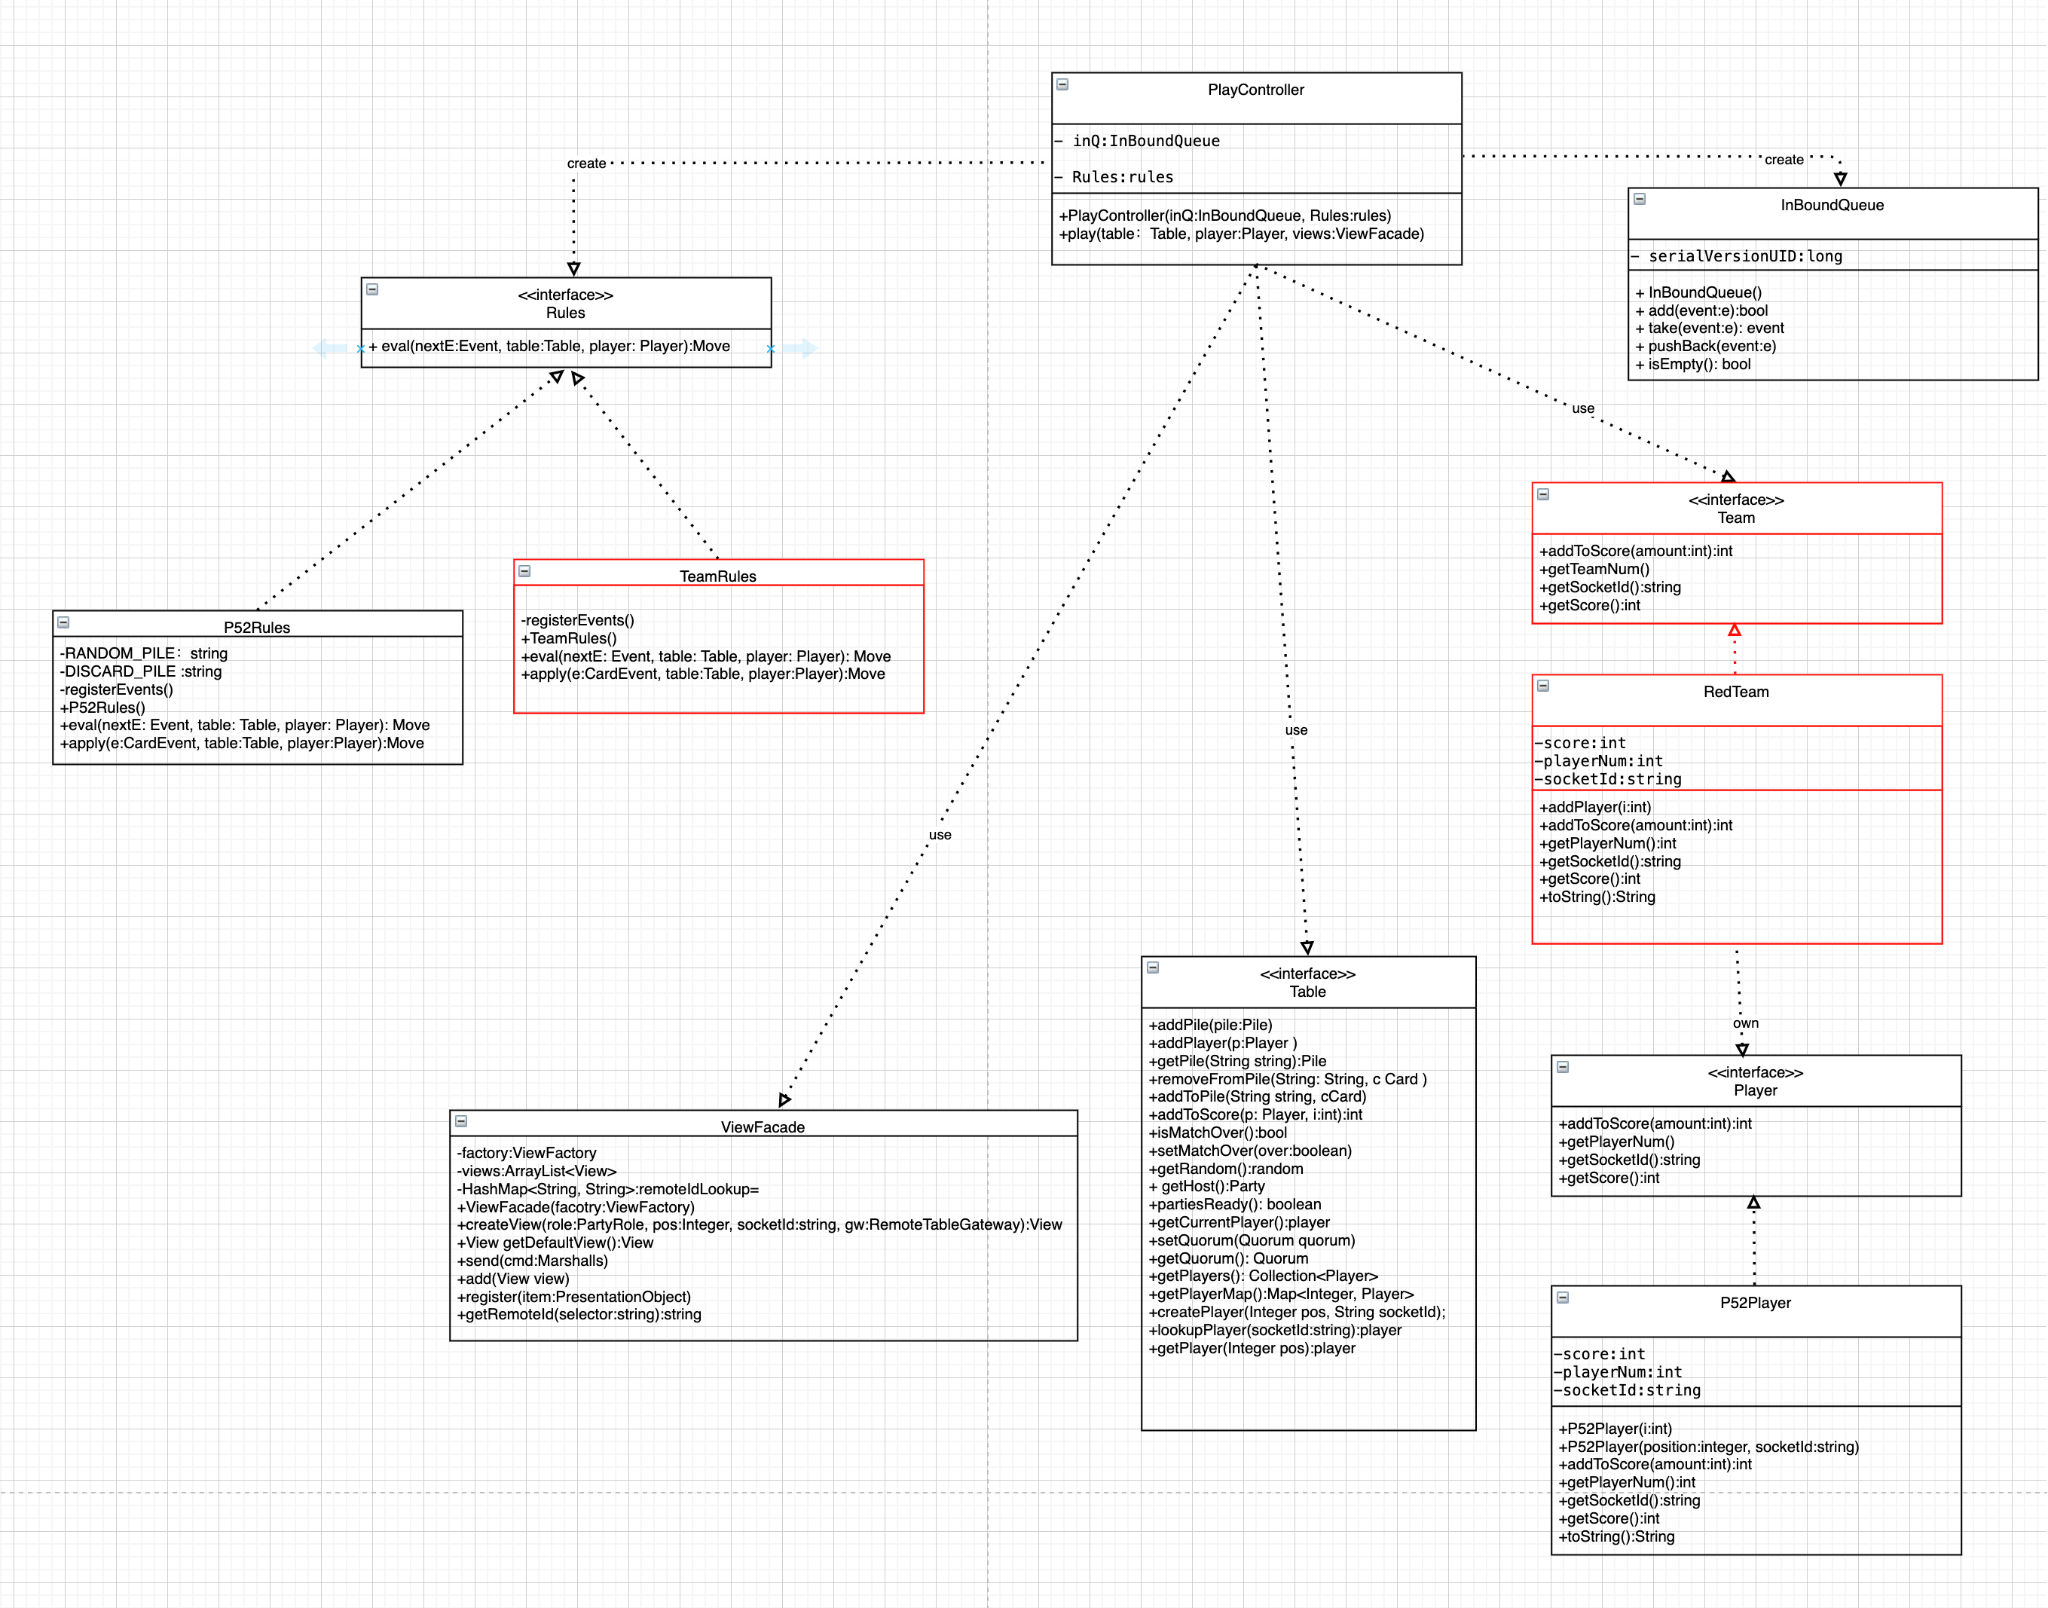 PlayController
- inQ:InBoundQueue
- Rules:rules
+PlayController(inQ:InBoundQueue, Rules:rules)
+play(table: Table, player:Player, views:ViewFacade)
create
create
InBoundQueue
- serialVersionUID:long
+ InBoundQueue()
+ add(event:e):bool
+ take(event:e): event
+ pushBack(event:e)
+ isEmpty(): bool
<<interface>>
Rules
+ eval(nextE:Event, table:Table, player: Player):Move
use
<<interface>>
Team
+addToScore(amount:int):int
+getTeamNum()
+getSocketId():string
+getScore():int
TeamRules
-registerEvents()
+TeamRules()
+eval(nextE: Event, table: Table, player: Player): Move
+apply(e:CardEvent, table:Table, player:Player):Move
P52Rules
-RANDOM_PILE: string
-DISCARD_PILE :string
-registerEvents()
+P52Rules()
+eval(nextE: Event, table: Table, player: Player): Move
+apply(e:CardEvent, table:Table, player:Player):Move
RedTeam
-score:int
-playerNum:int
-socketId:string
+addPlayer(i:int)
+addToScore(amount:int):int
+getPlayerNum():int
+getSocketId():string
+getScore():int
+toString():String
use
use
own
<<interface>>
Table
+addPile(pile:Pile)
+addPlayer(p:Player )
+getPile(String string):Pile
+removeFromPile(String: String, c Card )
+addToPile(String string, cCard)
+addToScore(p: Player, i:int):int
+isMatchOver():bool
+setMatchOver(over:boolean)
+getRandom():random
+ getHost():Party
+partiesReady(): boolean
+getCurrentPlayer():player
+setQuorum(Quorum quorum)
+getQuorum(): Quorum
+getPlayers(): Collection<Player>
+getPlayerMap():Map<Integer, Player>
+createPlayer(Integer pos, String socketId);
+lookupPlayer(socketId:string):player
+getPlayer(Integer pos):player
<<interface>>
Player
+addToScore(amount:int):int
+getPlayerNum()
+getSocketId():string
+getScore():int
ViewFacade
-factory:ViewFactory
-views:ArrayList<View>
-HashMap<String, String>:remoteIdLookup=
+ViewFacade(facotry:ViewFactory)
+createView(role:PartyRole, pos:Integer, socketId:string, gw:RemoteTableGateway):View
+View getDefaultView():View
+send(cmd:Marshalls)
+add(View view)
+register(item:PresentationObject)
+getRemoteId(selector:string):string
P52Player
-score:int
-playerNum:int
-socketId:string
+P52Player(i:int)
+P52Player(position:integer, socketId:string)
+addToScore(amount:int):int
+getPlayerNum():int
+getSocketId():string
+getScore():int
+toString():String